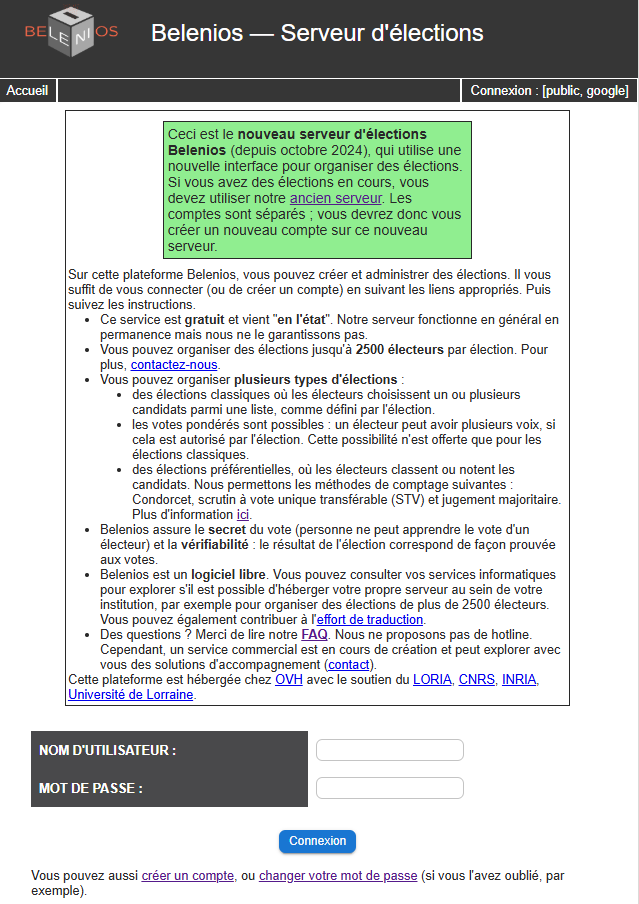 BELENIOS
Belenios — Serveur d'élections
Accueil
Connexion : [public, google]
Ceci est le nouveau serveur d'élections
Belenios (depuis octobre 2024), qui utilise une
nouvelle interface pour organiser des élections.
Si vous avez des élections en cours, vous
devez utiliser notre ancien serveur. Les
comptes sont séparés ; vous devrez donc vous
créer un nouveau compte sur ce nouveau
serveur.
Sur cette plateforme Belenios, vous pouvez créer et administrer des élections. Il vous
suffit de vous connecter (ou de créer un compte) en suivant les liens appropriés. Puis
suivez les instructions.
• Ce service est gratuit et vient "en l'état". Notre serveur fonctionne en général en
permanence mais nous ne le garantissons pas.
• Vous pouvez organiser des élections jusqu'à 2500 électeurs par élection. Pour
plus, contactez-nous.
• Vous pouvez organiser plusieurs types d'élections :
• des élections classiques où les électeurs choisissent un ou plusieurs
candidats parmi une liste, comme défini par l'élection.
• les votes pondérés sont possibles : un électeur peut avoir plusieurs voix, si
cela est autorisé par l'élection. Cette possibilité n'est offerte que pour les
élections classiques.
• des élections préférentielles, où les électeurs classent ou notent les
candidats. Nous permettons les méthodes de comptage suivantes :
Condorcet, scrutin à vote unique transférable (STV) et jugement majoritaire.
Plus d'information ici.
• Belenios assure le secret du vote (personne ne peut apprendre le vote d'un
électeur) et la vérifiabilité : le résultat de l'élection correspond de façon prouvée
aux votes.
• Belenios est un logiciel libre. Vous pouvez consulter vos services informatiques
pour explorer s'il est possible d'héberger votre propre serveur au sein de votre
institution, par exemple pour organiser des élections de plus de 2500 électeurs.
Vous pouvez également contribuer à l'effort de traduction.
• Des questions ? Merci de lire notre FAQ. Nous ne proposons pas de hotline.
Cependant, un service commercial est en cours de création et peut explorer avec
vous des solutions d'accompagnement (contact).
Cette plateforme est hébergée chez OVH avec le soutien du LORIA, CNRS, INRIA,
Université de Lorraine.
NOM D'UTILISATEUR :
MOT DE PASSE :
Connexion
Vous pouvez aussi créer un compte, ou changer votre mot de passe (si vous l'avez oublié, par
exemple).